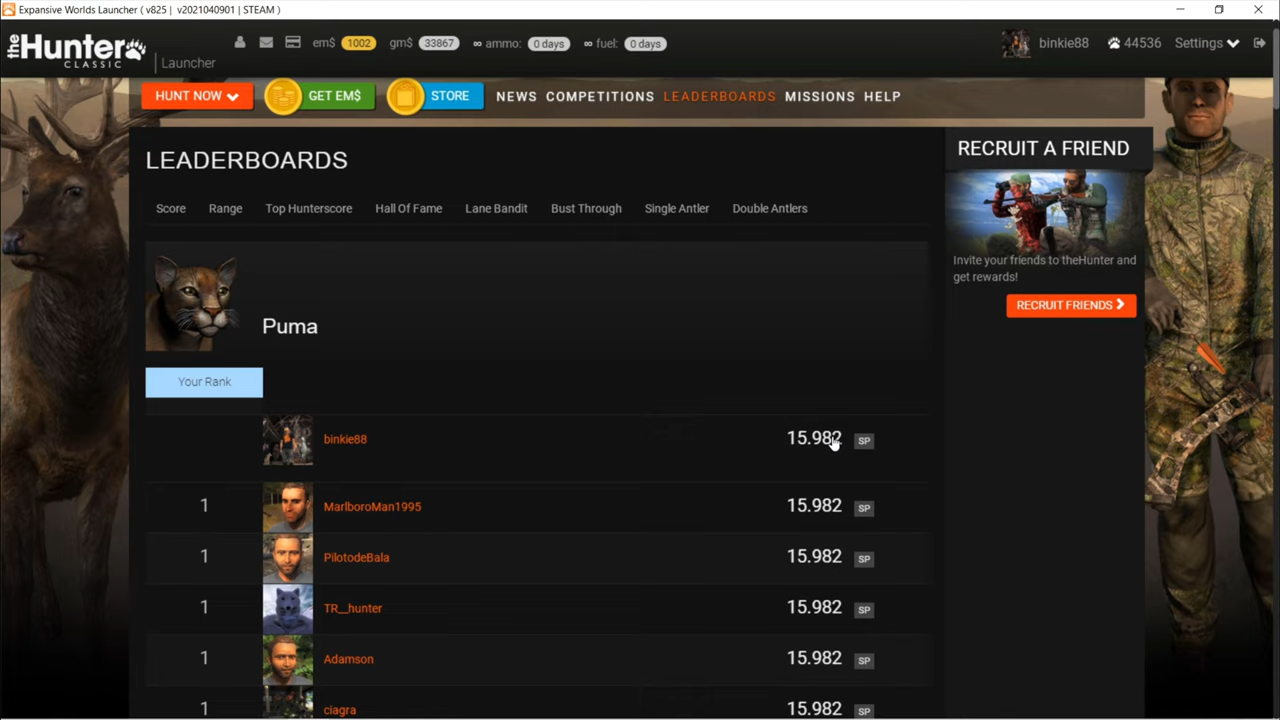 Expansive Worlds Launcher ( v825 | v2021040901 | STEAM )
theHunter CLASSIC | Launcher em$ 1002 gm$ 33867 ∞ ammo: 0 days ∞ fuel: 0 days binkie88 44536 Settings
HUNT NOW GET EM$ STORE NEWS COMPETITIONS LEADERBOARDS MISSIONS HELP
LEADERBOARDS
Score Range Top Hunterscore Hall Of Fame Lane Bandit Bust Through Single Antler Double Antlers
Puma
Your Rank
binkie88 15.982 SP
1 MarlboroMan1995 15.982 SP
1 PilotodeBala 15.982 SP
1 TR__hunter 15.982 SP
1 Adamson 15.982 SP
1 ciagra 15.982 SP
RECRUIT A FRIEND
Invite your friends to theHunter and
get rewards!
RECRUIT FRIENDS